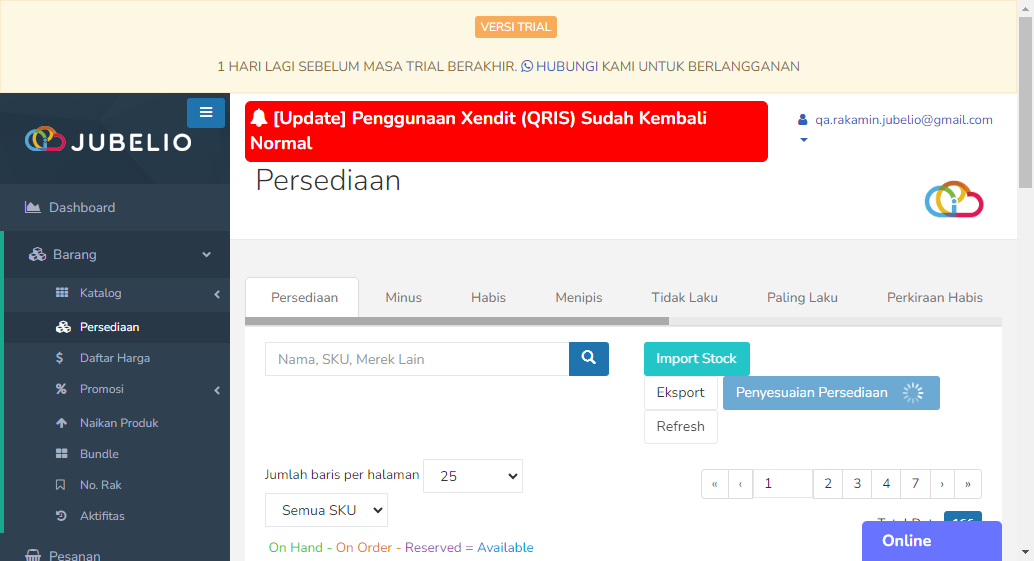 VERSI TRIAL
1 HARI LAGI SEBELUM MASA TRIAL BERAKHIR. HUBUNGI KAMI UNTUK BERLANGGANAN
JUBELIO
[Update] Penggunaan Xendit (QRIS) Sudah Kembali
Normal
qa.rakamin.jubelio@gmail.com
Persediaan
Dashboard
Barang
Katalog
Persediaan
Daftar Harga
Promosi
Naikan Produk
Bundle
No. Rak
Aktifitas
Pesanan
Persediaan Minus Habis Menipis Tidak Laku Paling Laku Perkiraan Habis
Nama, SKU, Merek Lain
Import Stock
Eksport Penyesuaian Persediaan
Refresh
Jumlah baris per halaman 25
« ‹ 1 2 3 4 7 › »
Semua SKU
On Hand - On Order - Reserved = Available
Online